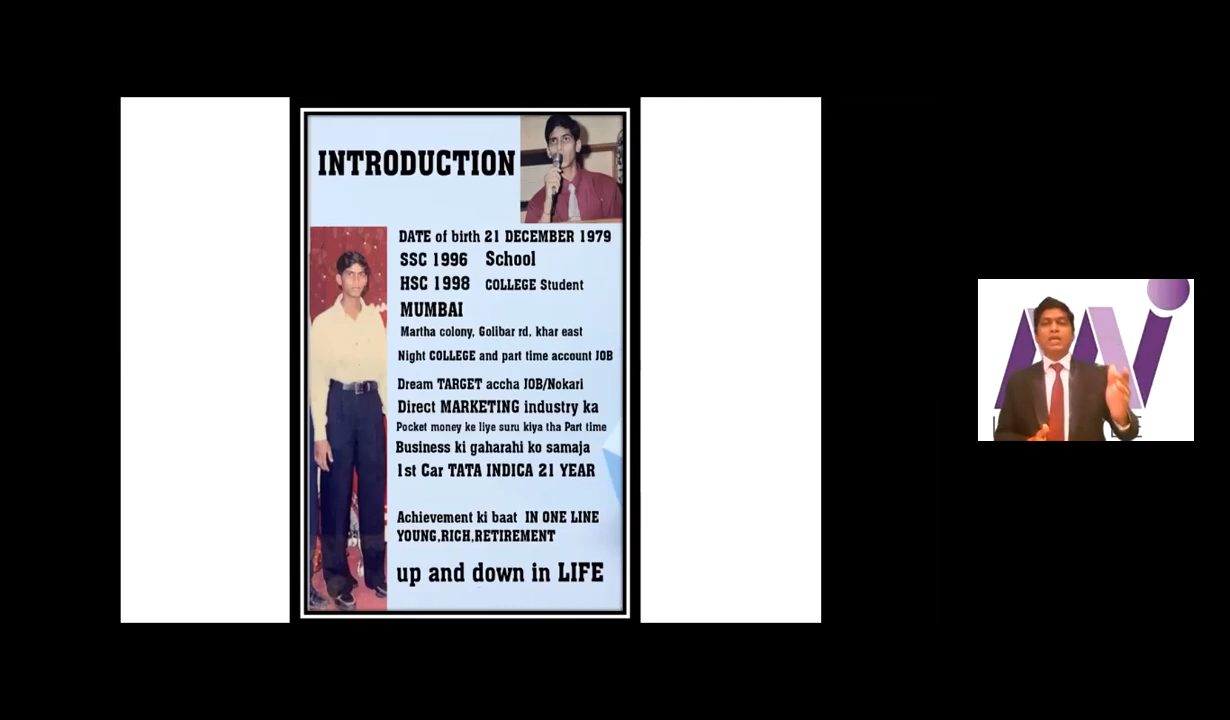 INTRODUCTION
DATE of birth 21 DECEMBER 1979
SSC 1996 School
HSC 1998 COLLEGE Student
MUMBAI
Martha colony, Golibar rd, khar east
Night COLLEGE and part time account JOB
Dream TARGET accha JOB/Nokari
Direct MARKETING industry ka
Pocket money ke liye suru kiya tha Part time
Business ki gaharahi ko samaja
1st Car TATA INDICA 21 YEAR
Achievement ki baat IN ONE LINE
YOUNG,RICH,RETIREMENT
up and down in LIFE